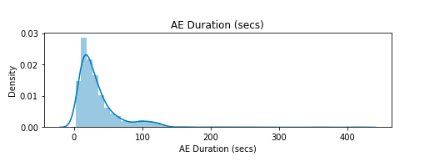 AE Duration (secs)
0.03
0.02
0.01
0.00
Density
0 100 200 300 400
AE Duration (secs)